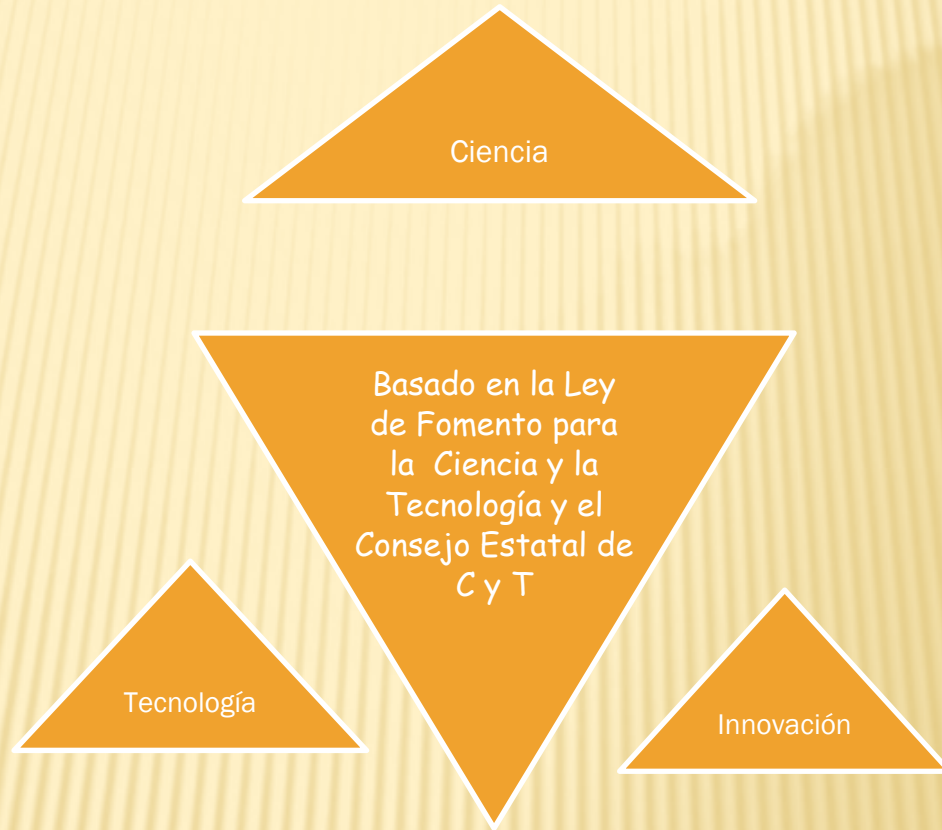 Ciencia
Basado en la Ley
de Fomento para
la Ciencia y la
Tecnología y el
Consejo Estatal de
C y T
Tecnología
Innovación